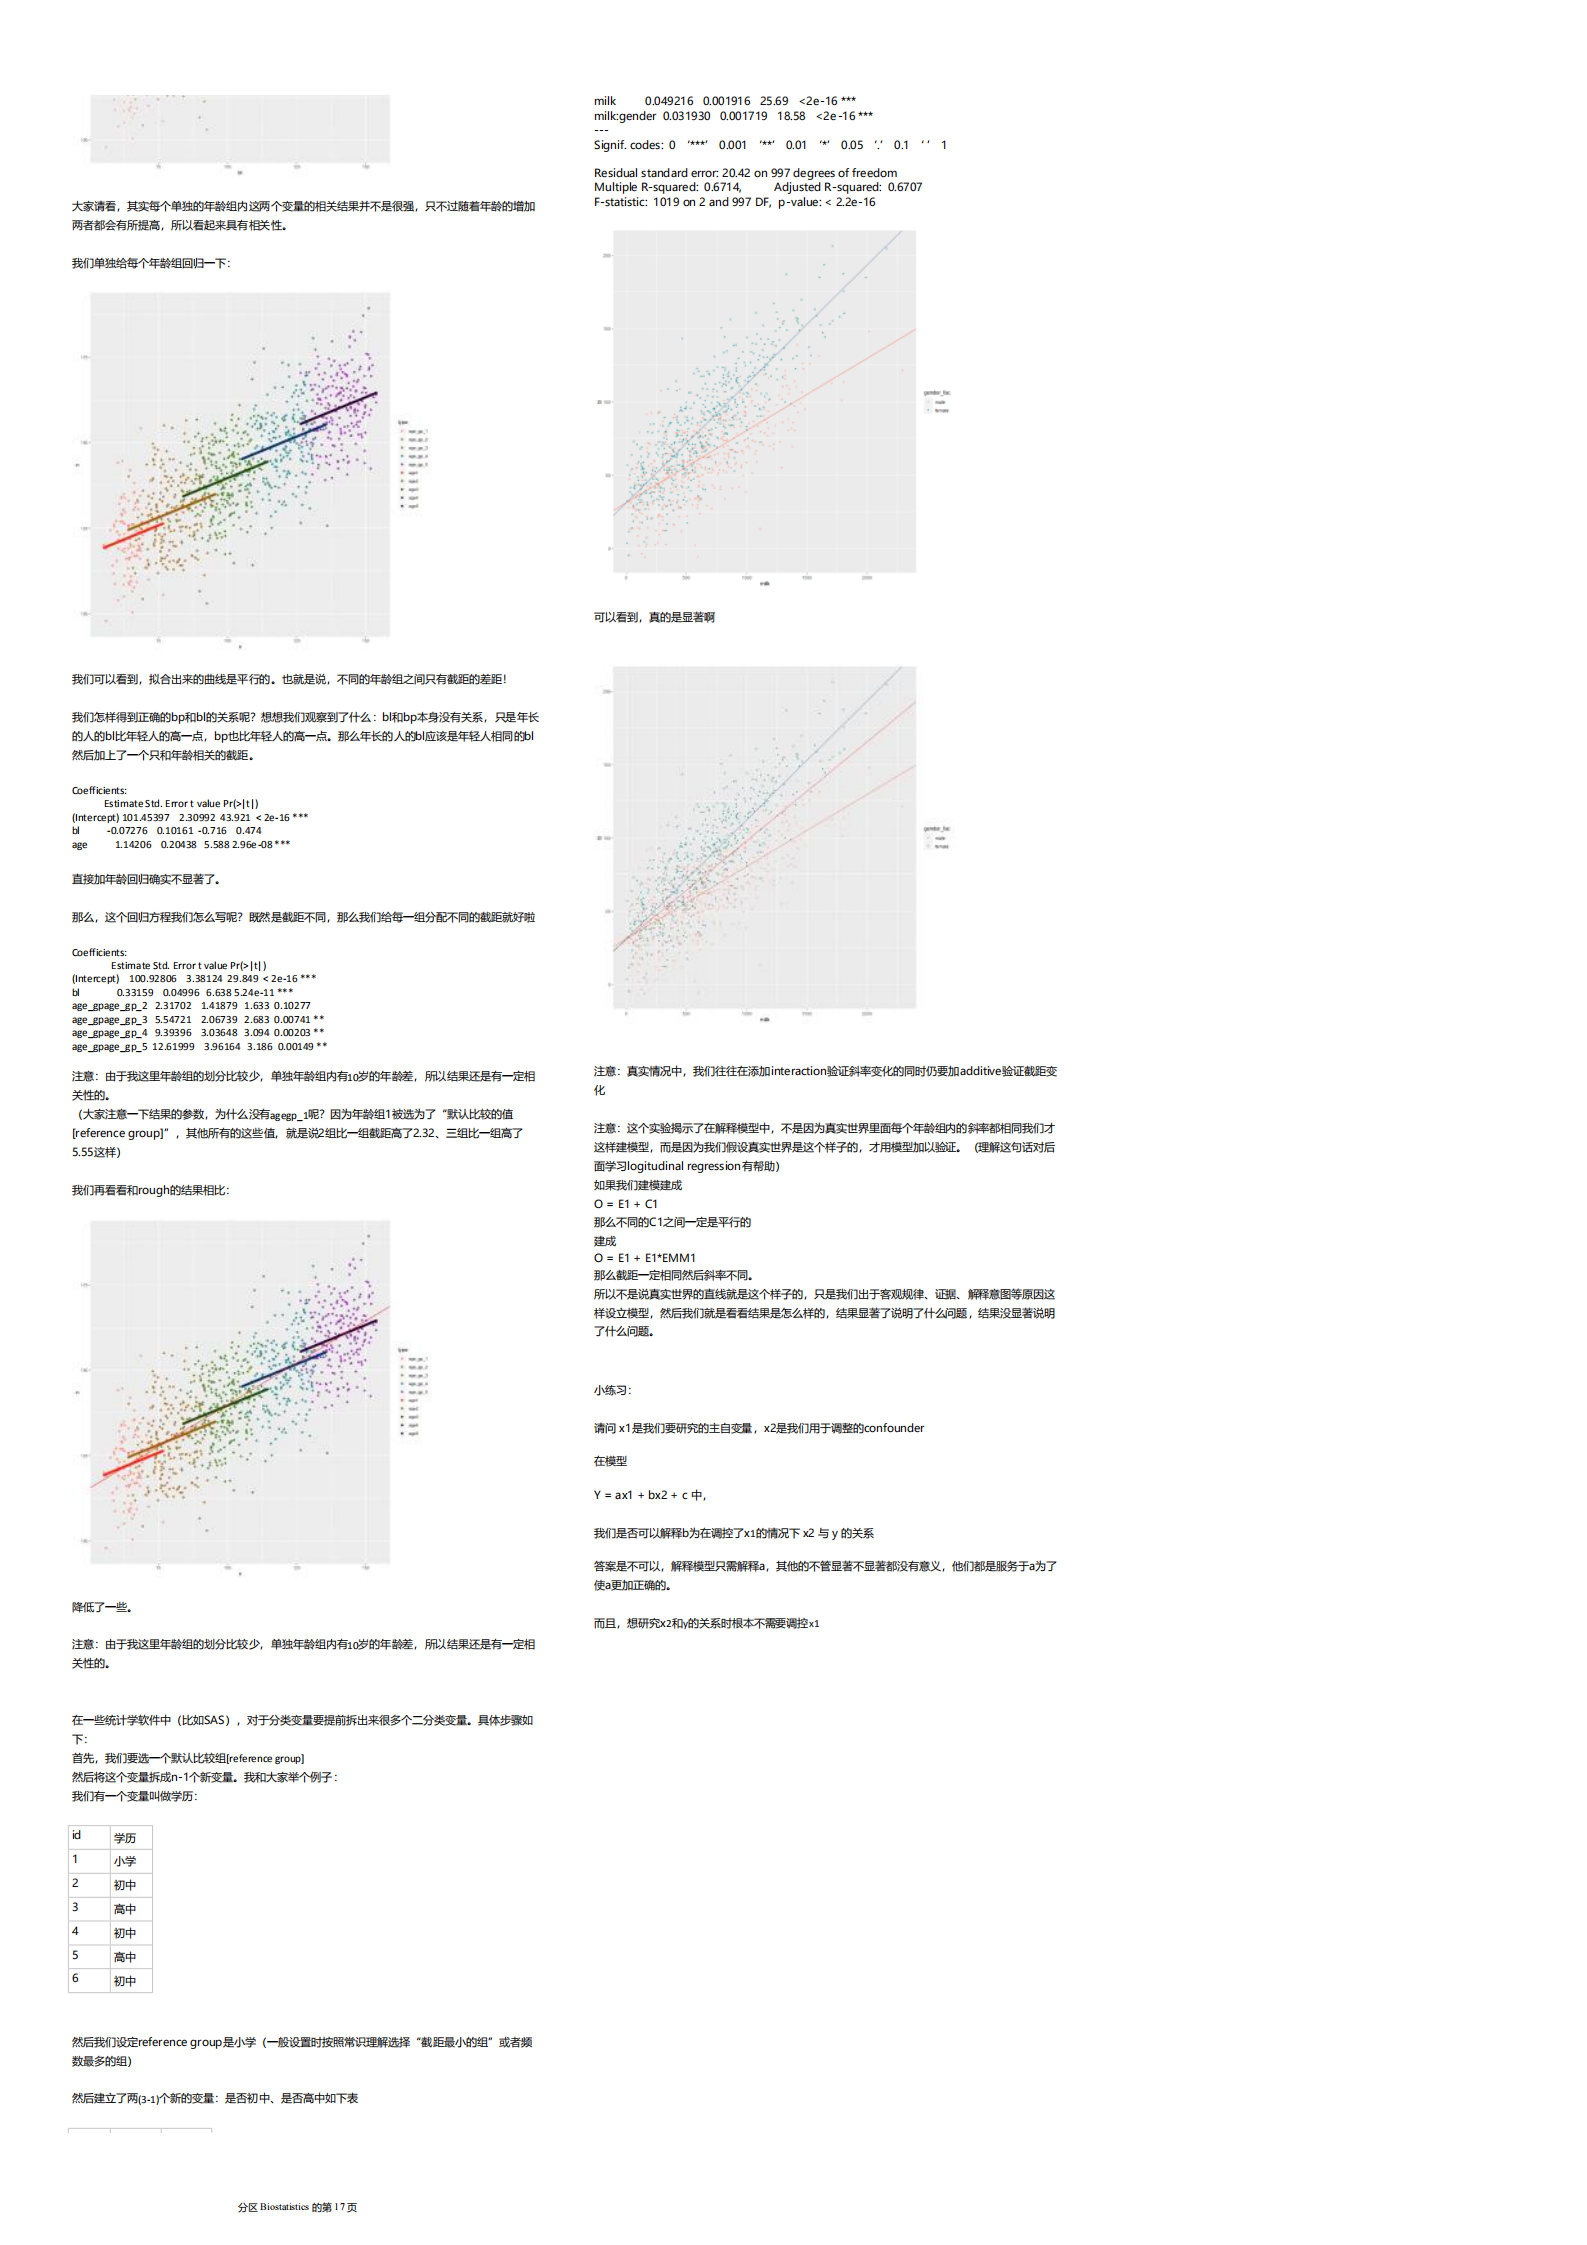 大家请看，其实每个单独的年龄组内这两个变量的相关结果并不是很强，只不过随着年龄的增加
两者都会有所提高，所以看起来具有相关性。
我们单独给每个年龄组回归一下：
我们可以看到，拟合出来的曲线是平行的。也就是说，不同的年龄组之间只有截距的差距！
我们怎样得到正确的bp和bl的关系呢？想想我们观察到了什么：bl和bp本身没有关系，只是年长
的人的bl比年轻人的高一点，bp也比年轻人的高一点。那么年长的人的bl应该是年轻人相同的bl
然后加上了一个只和年龄相关的截距。
Coefficients:
Estimate Std. Error t value Pr(>|t|)
(Intercept) 101.45397 2.30992 43.921 < 2e-16 ***
bl -0.07276 0.10161 -0.716 0.474
age 1.14206 0.20438 5.588 2.96e-08 ***
直接加年龄回归确实不显著了。
那么，这个回归方程我们怎么写呢？既然是截距不同，那么我们给每一组分配不同的截距就好啦
Coefficients:
Estimate Std. Error t value Pr(>|t|)
(Intercept) 100.92806 3.38124 29.849 < 2e-16 ***
bl 0.33159 0.04996 6.638 5.24e-11 ***
age_gpage_gp_2 2.31702 1.41879 1.633 0.10277
age_gpage_gp_3 5.54721 2.06739 2.683 0.00741 **
age_gpage_gp_4 9.39396 3.03648 3.094 0.00203 **
age_gpage_gp_5 12.61999 3.96164 3.186 0.00149 **
注意：由于我这里年龄组的划分比较少，单独年龄组内有10岁的年龄差，所以结果还是有一定相
关性的。
（大家注意一下结果的参数，为什么没有agegp_1呢？因为年龄组1被选为了“默认比较的值
[reference group]”，其他所有的这些值，就是说2组比一组截距高了2.32、三组比一组高了
5.55这样）
我们再看看和rough的结果相比：
降低了一些。
注意：由于我这里年龄组的划分比较少，单独年龄组内有10岁的年龄差，所以结果还是有一定相
关性的。
在一些统计学软件中（比如SAS），对于分类变量要提前拆出来很多个二分类变量。具体步骤如
下：
首先，我们要选一个默认比较组[reference group]
然后将这个变量拆成n-1个新变量。我和大家举个例子：
我们有一个变量叫做学历：
id 学历
1 小学
2 初中
3 高中
4 初中
5 高中
6 初中
然后我们设定reference group是小学（一般设置时按照常识理解选择“截距最小的组”或者频
数最多的组）
然后建立了两(3-1)个新的变量：是否初中、是否高中如下表
milk 0.049216 0.001916 25.69 <2e-16 ***
milk:gender 0.031930 0.001719 18.58 <2e-16 ***
---
Signif. codes: 0 ‘***’ 0.001 ‘**’ 0.01 ‘*’ 0.05 ‘.’ 0.1 ‘ ’ 1
Residual standard error: 20.42 on 997 degrees of freedom
Multiple R-squared: 0.6714, Adjusted R-squared: 0.6707
F-statistic: 1019 on 2 and 997 DF, p-value: < 2.2e-16
gender_fac
male
female
milk
可以看到，真的是显著啊
gender_fac
male
female
milk
注意：真实情况中，我们往往在添加interaction验证斜率变化的同时仍要加additive验证截距变
化
注意：这个实验揭示了在解释模型中，不是因为真实世界里面每个年龄组内的斜率都相同我们才
这样建模型，而是因为我们假设真实世界是这个样子的，才用模型加以验证。（理解这句话对后
面学习logitudinal regression有帮助）
如果我们建模建成
O = E1 + C1
那么不同的C1之间一定是平行的
建成
O = E1 + E1*EMM1
那么截距一定相同然后斜率不同。
所以不是说真实世界的直线就是这个样子的，只是我们出于客观规律、证据、解释意图等原因这
样设立模型，然后我们就是看看结果是怎么样的，结果显著了说明了什么问题，结果没显著说明
了什么问题。
小练习：
请问 x1是我们要研究的主自变量，x2是我们用于调整的confounder
在模型
Y = ax1 + bx2 + c 中，
我们是否可以解释b为在调控了x1的情况下 x2 与 y 的关系
答案是不可以，解释模型只需解释a，其他的不管显著不显著都没有意义，他们都是服务于a为了
使a更加正确的。
而且，想研究x2和y的关系时根本不需要调控x1
分区 Biostatistics 的第 17 页